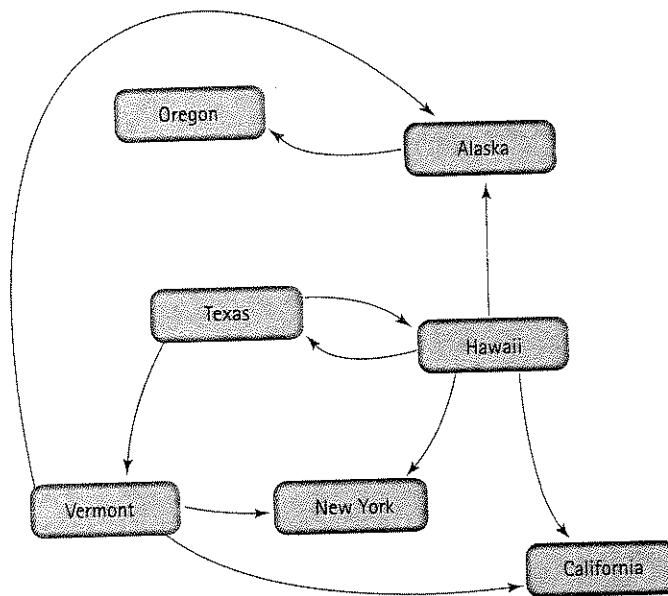 Oregon
Alaska
Texas
Hawaii
Vermont
New York
California